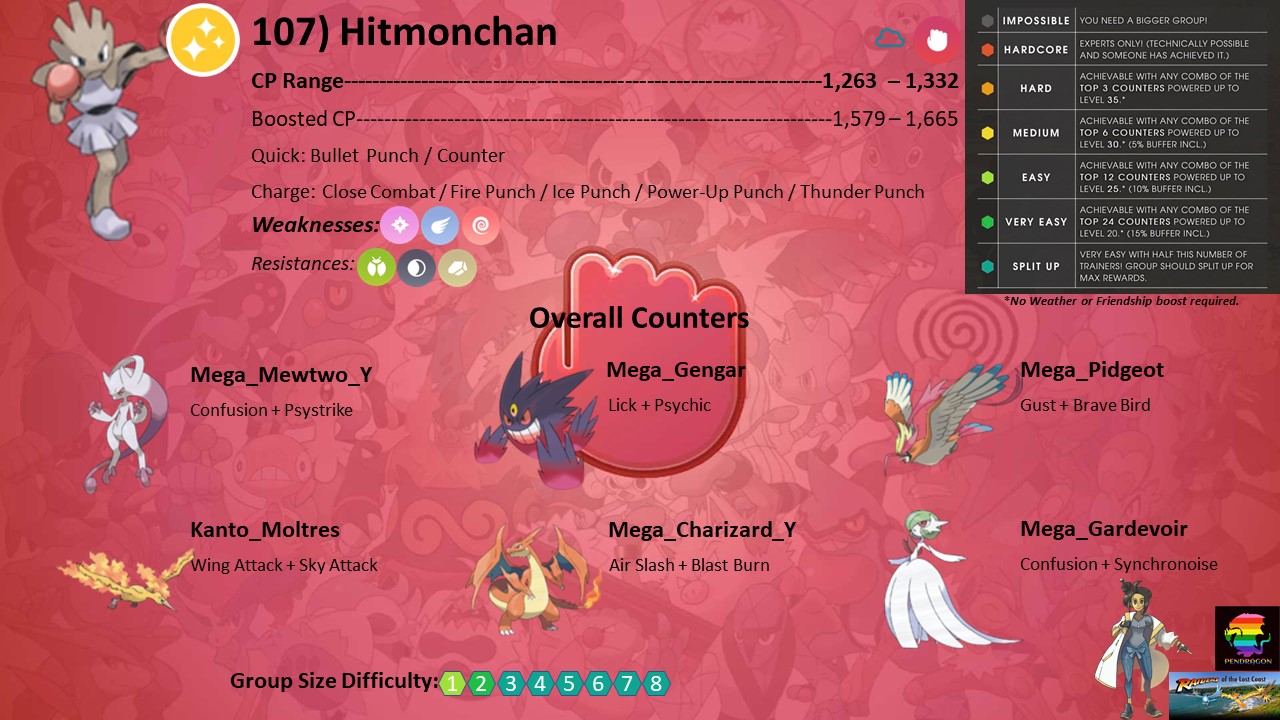 107) Hitmonchan
CP Range--------------------------------------------------------------------1,263 – 1,332
Boosted CP--------------------------------------------------------------------1,579 – 1,665
Quick: Bullet Punch / Counter
Charge: Close Combat / Fire Punch / Ice Punch / Power-Up Punch / Thunder Punch
Weaknesses:
Resistances:
IMPOSSIBLE YOU NEED A BIGGER GROUP!
HARDCORE EXPERTS ONLY! (TECHNICALLY POSSIBLE
AND SOMEONE HAS ACHIEVED IT.)
HARD ACHIEVABLE WITH ANY COMBO OF THE
TOP 3 COUNTERS POWERED UP TO
LEVEL 35.*
MEDIUM ACHIEVABLE WITH ANY COMBO OF THE
TOP 6 COUNTERS POWERED UP TO
LEVEL 30.* (5% BUFFER INCL.)
EASY ACHIEVABLE WITH ANY COMBO OF THE
TOP 12 COUNTERS POWERED UP TO
LEVEL 25.* (10% BUFFER INCL.)
VERY EASY ACHIEVABLE WITH ANY COMBO OF THE
TOP 24 COUNTERS POWERED UP TO
LEVEL 20.* (15% BUFFER INCL.)
SPLIT UP VERY EASY WITH HALF THIS NUMBER OF
TRAINERS! GROUP SHOULD SPLIT UP FOR
MAX REWARDS.
*No Weather or Friendship boost required.
Overall Counters
Mega_Mewtwo_Y
Confusion + Psystrike
Mega_Gengar
Lick + Psychic
Mega_Pidgeot
Gust + Brave Bird
Kanto_Moltres
Wing Attack + Sky Attack
Mega_Charizard_Y
Air Slash + Blast Burn
Mega_Gardevoir
Confusion + Synchronoise
Group Size Difficulty: 1 2 3 4 5 6 7 8
PENDRAGON
RAIDERS of the Lost Coast